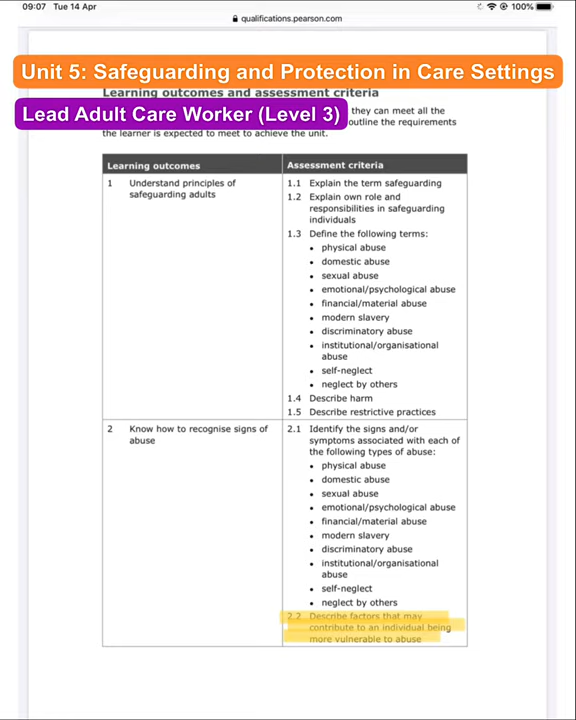 09:07 Tue 14 Apr
100%
qualifications.pearson.com
Unit 5: Safeguarding and Protection in Care Settings
Learning outcomes and assessment criteria
Lead Adult Care Worker (Level 3)
they can meet all the
outline the requirements
the learner is expected to meet to achieve the unit.
Learning outcomes
Assessment criteria
1 Understand principles of
safeguarding adults
1.1 Explain the term safeguarding
1.2 Explain own role and
responsibilities in safeguarding
individuals
1.3 Define the following terms:
• physical abuse
• domestic abuse
• sexual abuse
• emotional/psychological abuse
• financial/material abuse
• modern slavery
• discriminatory abuse
• institutional/organisational
abuse
• self-neglect
• neglect by others
1.4 Describe harm
1.5 Describe restrictive practices
2 Know how to recognise signs of
abuse
2.1 Identify the signs and/or
symptoms associated with each of
the following types of abuse:
• physical abuse
• domestic abuse
• sexual abuse
• emotional/psychological abuse
• financial/material abuse
• modern slavery
• discriminatory abuse
• institutional/organisational
abuse
• self-neglect
• neglect by others
2.2 Describe factors that may
contribute to an individual being
more vulnerable to abuse